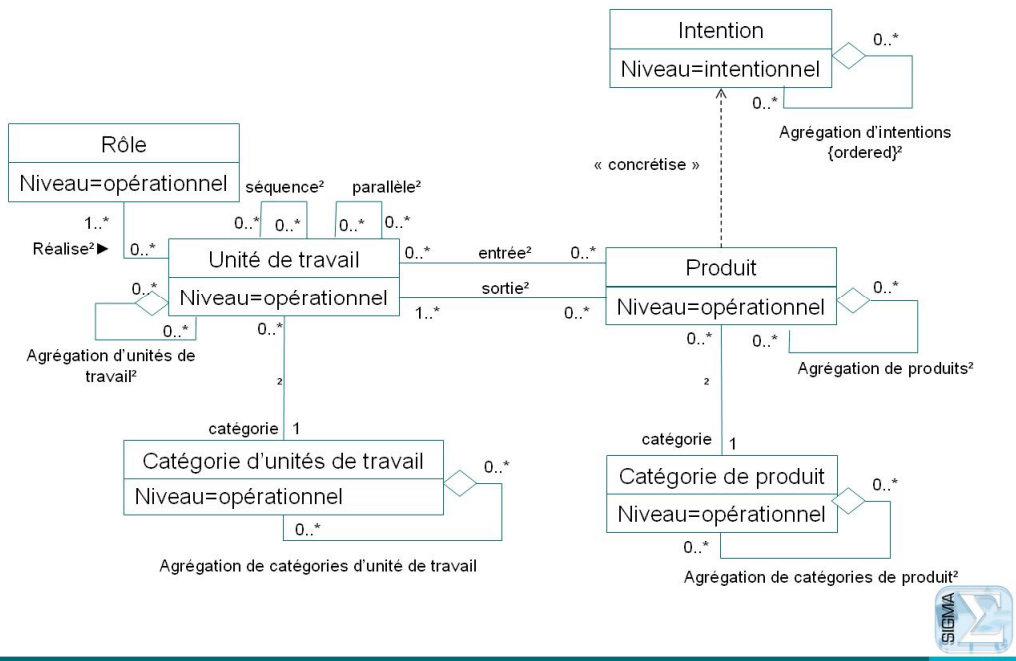 Intention
Niveau=intentionnel
0..*
0..*
Agrégation d'intentions
{ordered}²
« concrétise »
Rôle
Niveau=opérationnel
séquence²
parallèle²
1..*
0..*
0..*
0..*
0..*
Réalise²►
0..*
Unité de travail
Niveau=opérationnel
0..*
entrée²
0..*
sortie²
1..*
0..*
Produit
Niveau=opérationnel
0..*
0..*
0..*
Agrégation d'unités de
travail²
0..*
0..*
0..*
Agrégation de produits²
²
²
catégorie
1
catégorie
1
Catégorie d'unités de travail
Niveau=opérationnel
0..*
0..*
Agrégation de catégories d'unité de travail
Catégorie de produit
Niveau=opérationnel
0..*
0..*
Agrégation de catégories de produit²
SIGMA
Σ